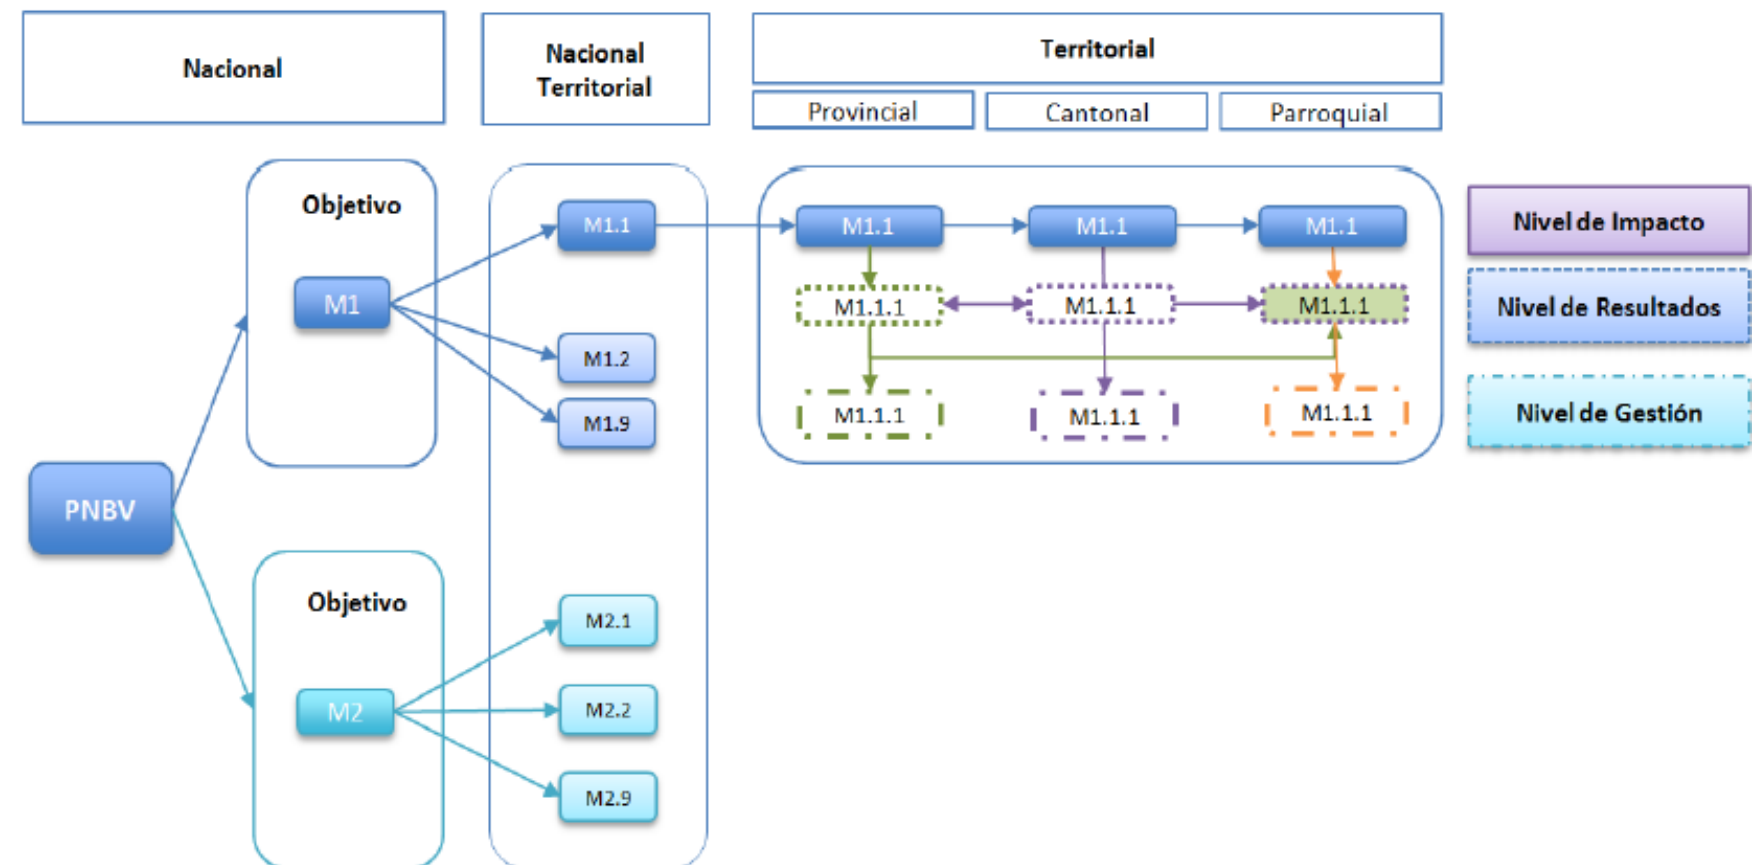 Nacional
Nacional
Territorial
Territorial
Provincial
Cantonal
Parroquial
Objetivo
M1
M1.1
M1.2
M1.9
M1.1
M1.1
M1.1
M1.1.1
M1.1.1
M1.1.1
M1.1.1
M1.1.1
M1.1.1
Nivel de Impacto
Nivel de Resultados
Nivel de Gestión
PNBV
Objetivo
M2
M2.1
M2.2
M2.9